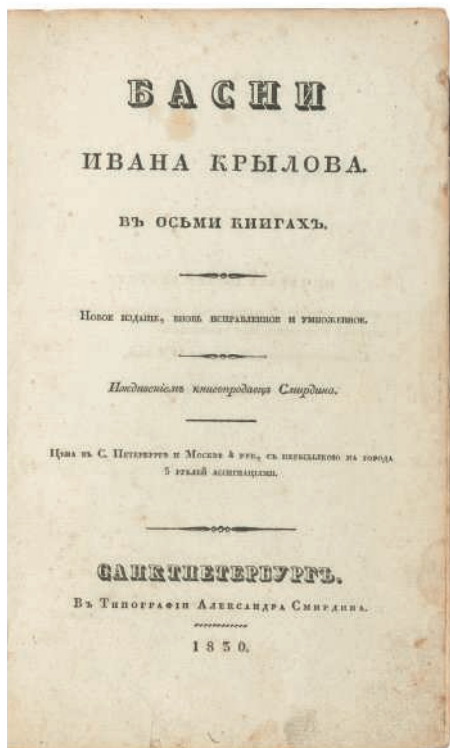 БАСНИ
ИВАНА КРЫЛОВА.
ВЪ ОСЬМИ КНИГАХЪ.
Новое изданіе, вновь исправленное и умноженное.
Иждивеніемъ книгопродавца Смирдина.
Цѣна въ С. Петербургѣ и Москвѣ 4 руб., съ пересылкою на города
5 рублей ассигнаціями.
САНКТПЕТЕРБУРГЪ.
Въ Типографіи Александра Смирдина.
1830.